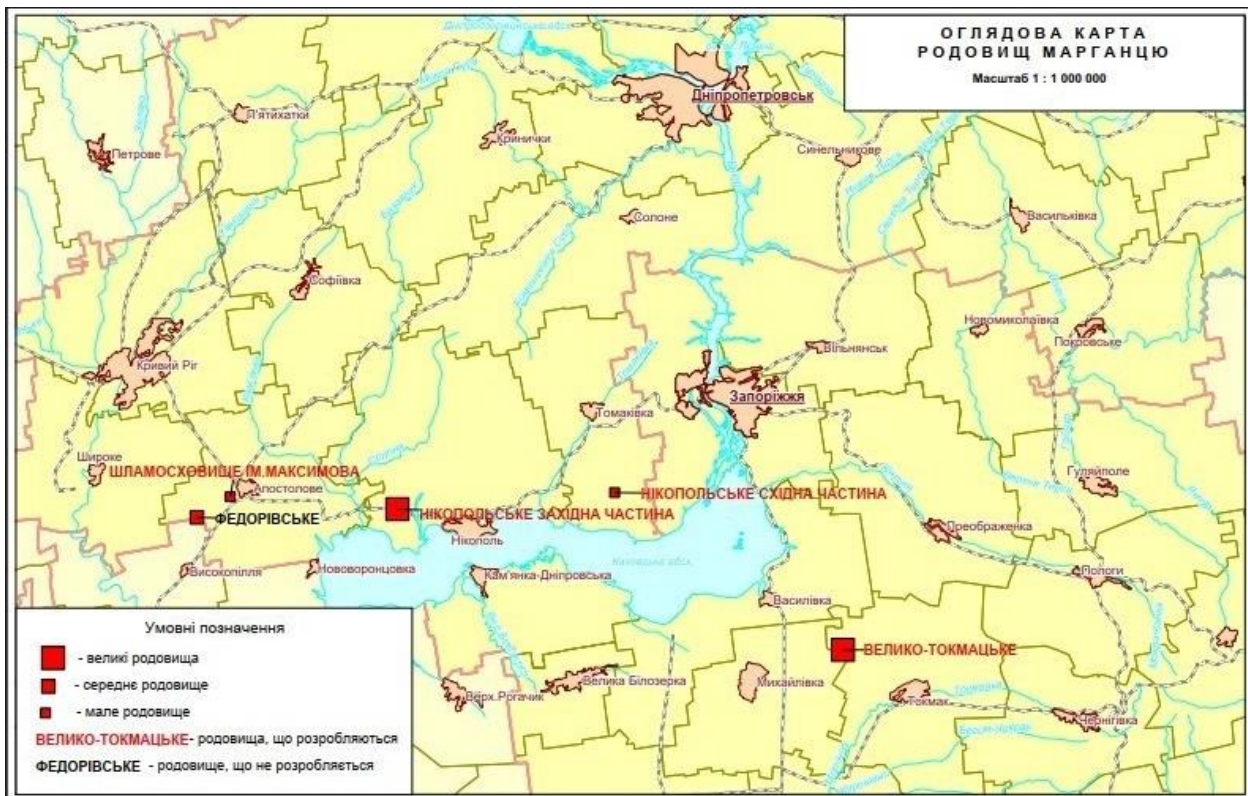 ОГЛЯДОВА КАРТА
РОДОВИЩ МАРГАНЦЮ
Масштаб 1 : 1 000 000
Дніпропетровськ
П'ятихатки
Кринички
Петрове
Синельникове
Солоне
Васильківка
Софіївка
Новомиколаївка
Покровське
Вільнянськ
Кривий Ріг
Запоріжжя
Томаківка
Широке
ШЛАМОСХОВИЩЕ ІМ.МАКСИМОВА
Апостолове
Гуляйполе
НІКОПОЛЬСЬКЕ СХІДНА ЧАСТИНА
ФЕДОРІВСЬКЕ
НІКОПОЛЬСЬКЕ ЗАХІДНА ЧАСТИНА
Нікополь
Преображенка
Каховське вдсх.
Високопілля
Нововоронцовка
Кам'янка-Дніпровська
Пологи
Василівка
ВЕЛИКО-ТОКМАЦЬКЕ
Велика Білозерка
Михайлівка
Верх.Рогачик
Токмак
Чернігівка
Умовні позначення
- великі родовища
- середнє родовище
- мале родовище
ВЕЛИКО-ТОКМАЦЬКЕ- родовища, що розробляються
ФЕДОРІВСЬКЕ - родовище, що не розробляється